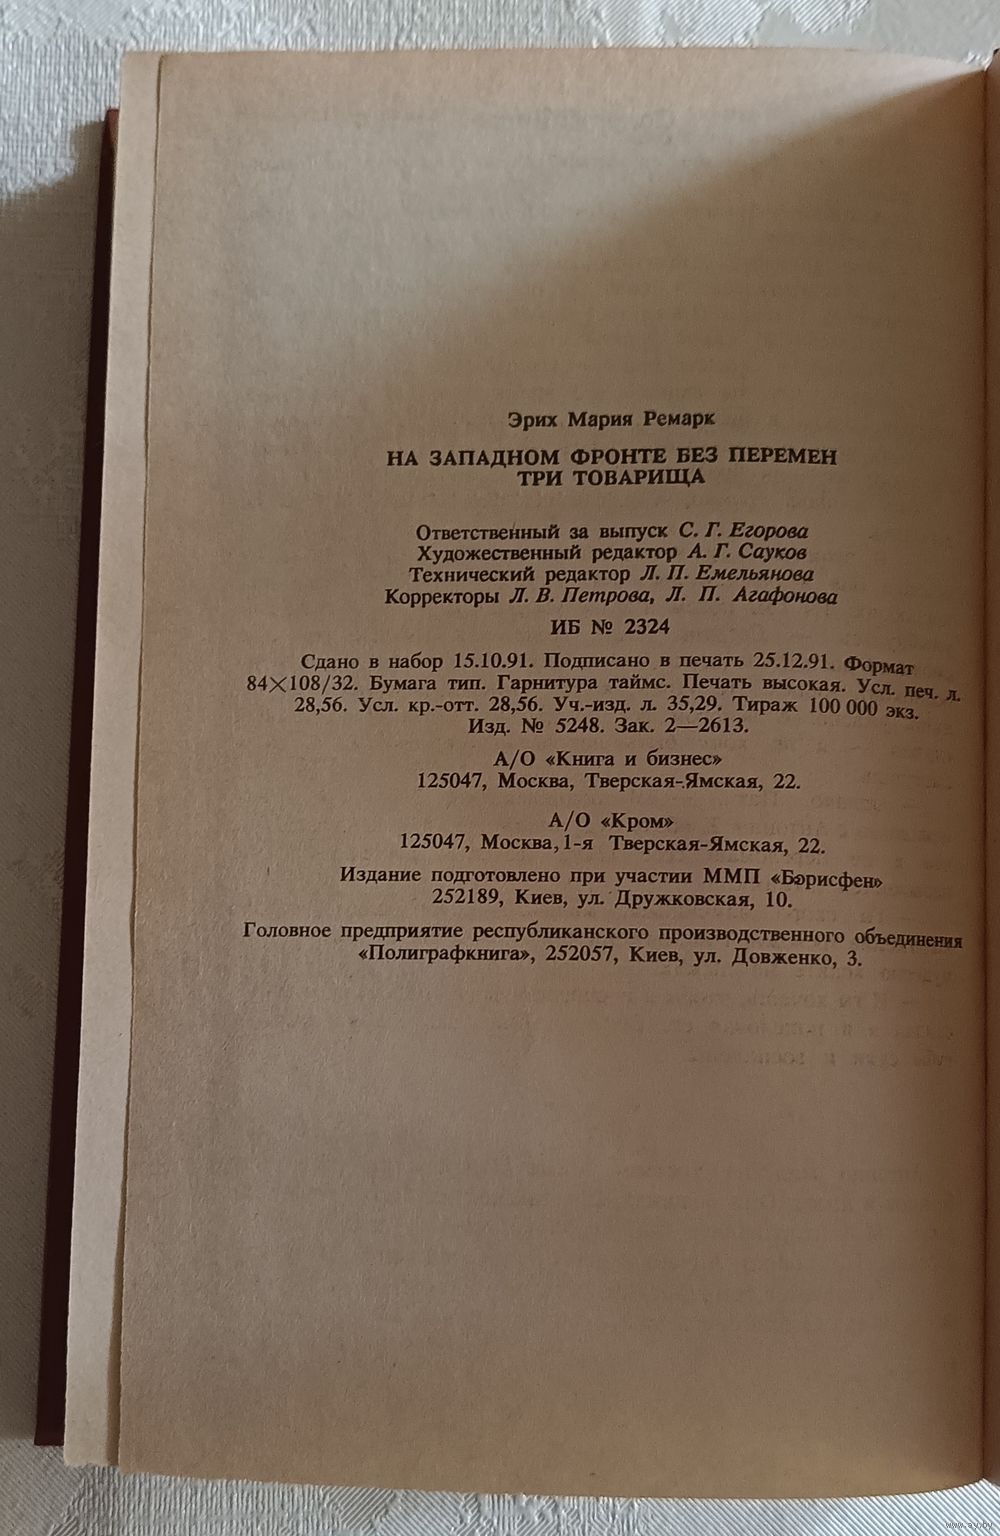 Эрих Мария Ремарк
НА ЗАПАДНОМ ФРОНТЕ БЕЗ ПЕРЕМЕН
ТРИ ТОВАРИЩА
Ответственный за выпуск С. Г. Егорова
Художественный редактор А. Г. Сауков
Технический редактор Л. П. Емельянова
Корректоры Л. В. Петрова, Л. П. Агафонова
ИБ № 2324
Сдано в набор 15.10.91. Подписано в печать 25.12.91. Формат
84×108/32. Бумага тип. Гарнитура таймс. Печать высокая. Усл. печ. л.
28,56. Усл. кр.-отт. 28,56. Уч.-изд. л. 35,29. Тираж 100 000 экз.
Изд. № 5248. Зак. 2—2613.
А/О «Книга и бизнес»
125047, Москва, Тверская-Ямская, 22.
А/О «Кром»
125047, Москва, 1-я Тверская-Ямская, 22.
Издание подготовлено при участии ММП «Борисфен»
252189, Киев, ул. Дружковская, 10.
Головное предприятие республиканского производственного объединения
«Полиграфкнига», 252057, Киев, ул. Довженко, 3.
www.ay.by